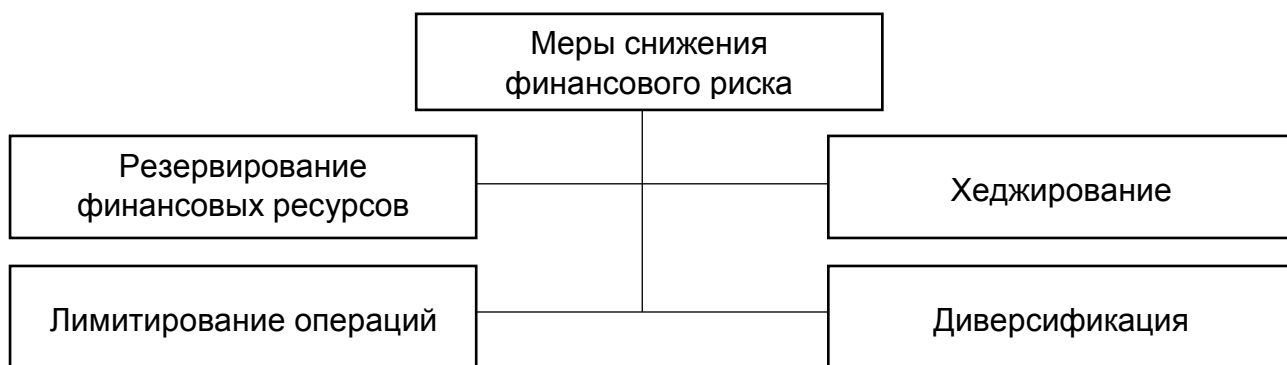 Меры снижения
финансового риска
Резервирование
финансовых ресурсов
Хеджирование
Лимитирование операций
Диверсификация